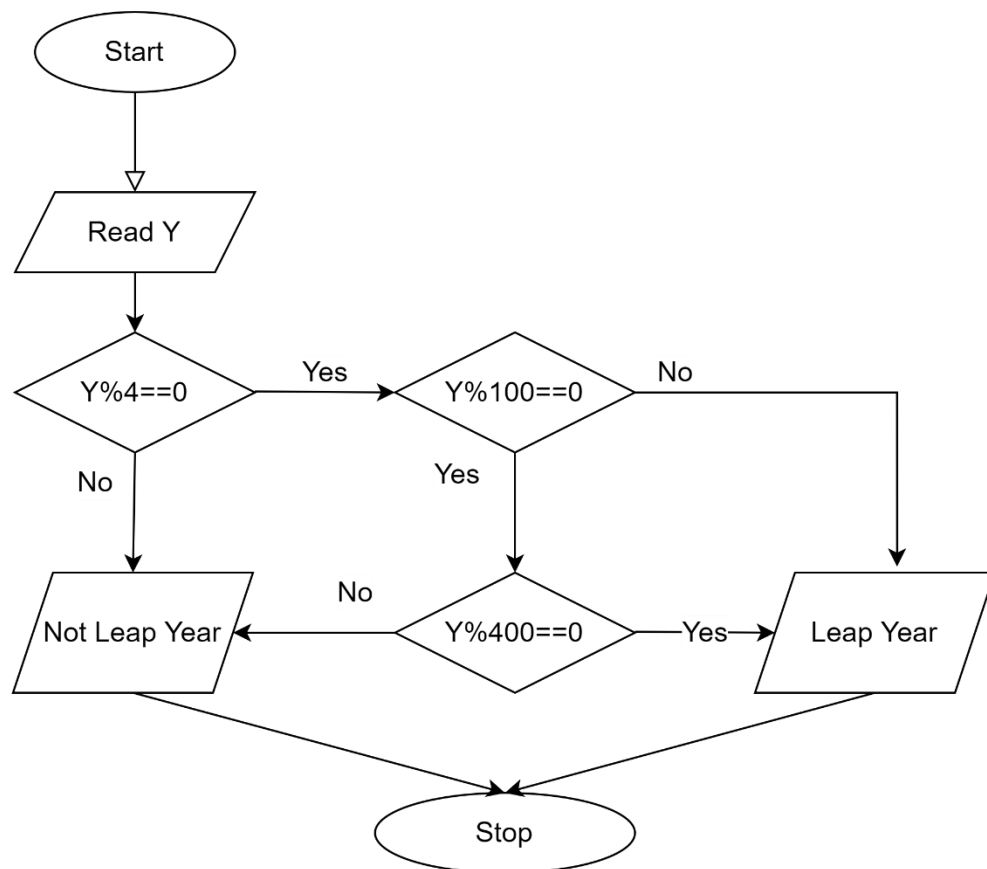 Start
Read Y
Y%4==0
Yes
Y%100==0
No
No
Yes
Not Leap Year
No
Y%400==0
Yes
Leap Year
Stop